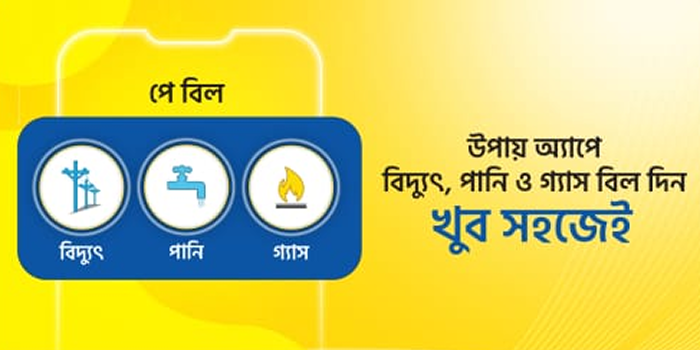 পে বিল
বিদ্যুৎ
পানি
গ্যাস
উপায় অ্যাপে
বিদ্যুৎ, পানি ও গ্যাস বিল দিন
খুব সহজেই